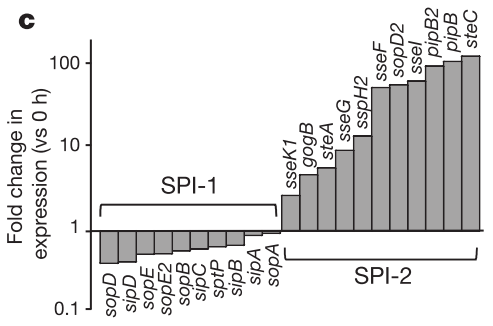 c
Fold change in
expression (vs 0 h)
100
10
1
0.1
SPI-1
SPI-2
sopD
sipD
sopE
sopE2
sopB
sipC
sptP
sipB
sipA
sopA
sseK1
gogB
steA
sseG
sspH2
sseF
sopD2
sseI
pipB2
pipB
steC